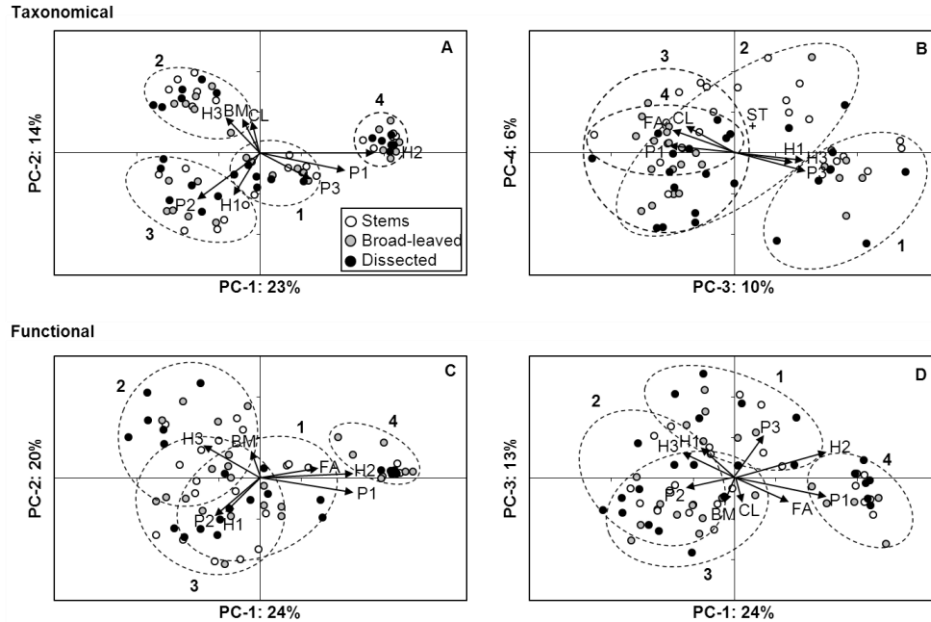 Taxonomical
A
2
H3 BM CL
4
H2
P1
P3
P2
H1
1
3
Stems
Broad-leaved
Dissected
PC-2: 14%
PC-1: 23%
B
2
3
4
ST
FA CL
P1
H1
H3
P3
1
PC-4: 6%
PC-3: 10%
Functional
C
2
1
4
H3
BM
FA
H2
P1
P2
H1
3
PC-2: 20%
PC-1: 24%
D
1
2
P3
H1
H3
H2
4
P2
P1
BM
CL
FA
3
PC-3: 13%
PC-1: 24%